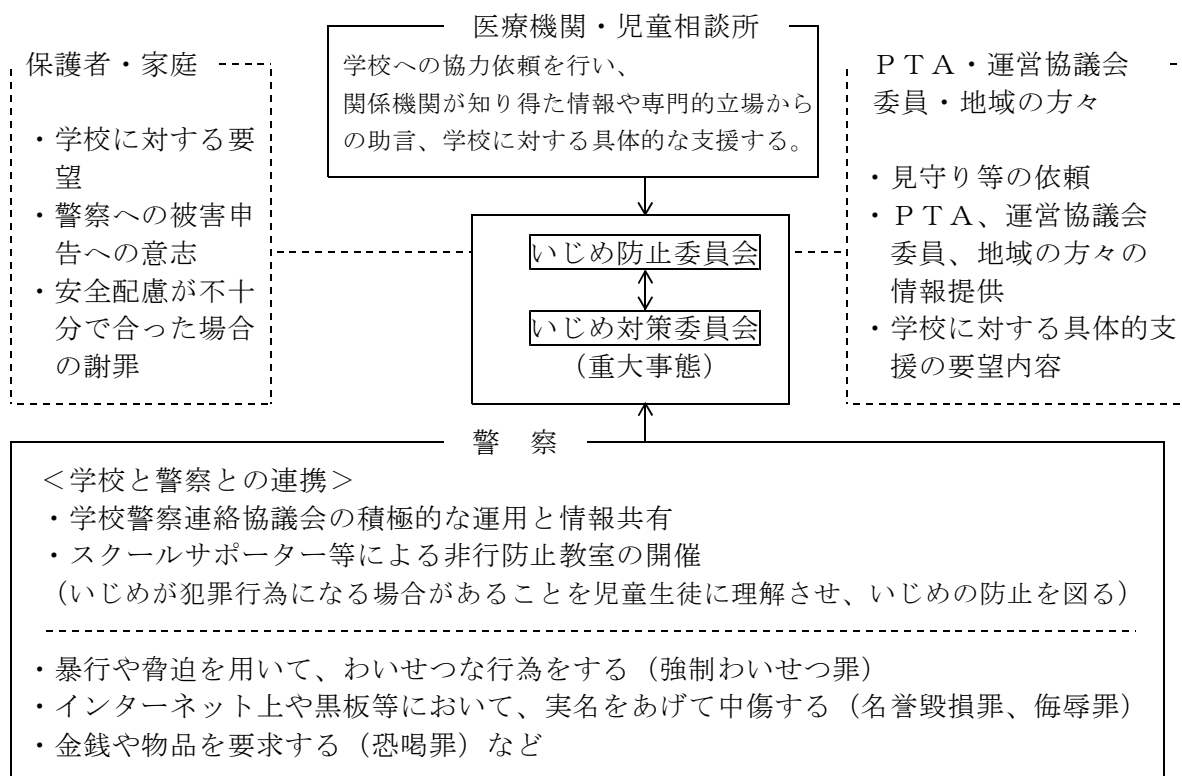 医療機関・児童相談所
学校への協力依頼を行い、
関係機関が知り得た情報や専門的立場から
の助言、学校に対する具体的な支援する。
保護者・家庭
・学校に対する要
望
・警察への被害申
告への意志
・安全配慮が不十
分で合った場合
の謝罪
いじめ防止委員会
いじめ対策委員会
（重大事態）
ＰＴＡ・運営協議会
委員・地域の方々
・見守り等の依頼
・ＰＴＡ、運営協議会
委員、地域の方々の
情報提供
・学校に対する具体的支
援の要望内容
警　察
＜学校と警察との連携＞
・学校警察連絡協議会の積極的な運用と情報共有
・スクールサポーター等による非行防止教室の開催
（いじめが犯罪行為になる場合があることを児童生徒に理解させ、いじめの防止を図る）
・暴行や脅迫を用いて、わいせつな行為をする（強制わいせつ罪）
・インターネット上や黒板等において、実名をあげて中傷する（名誉毀損罪、侮辱罪）
・金銭や物品を要求する（恐喝罪）など